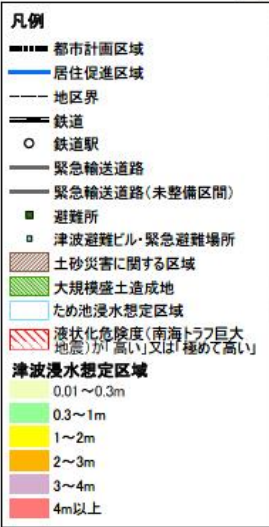 凡例
都市計画区域
居住促進区域
地区界
鉄道
鉄道駅
緊急輸送道路
緊急輸送道路(未整備区間)
避難所
津波避難ビル・緊急避難場所
土砂災害に関する区域
大規模盛土造成地
ため池浸水想定区域
液状化危険度(南海トラフ巨大
地震)が「高い」又は「極めて高い」
津波浸水想定区域
0.01～0.3m
0.3～1m
1～2m
2～3m
3～4m
4m以上